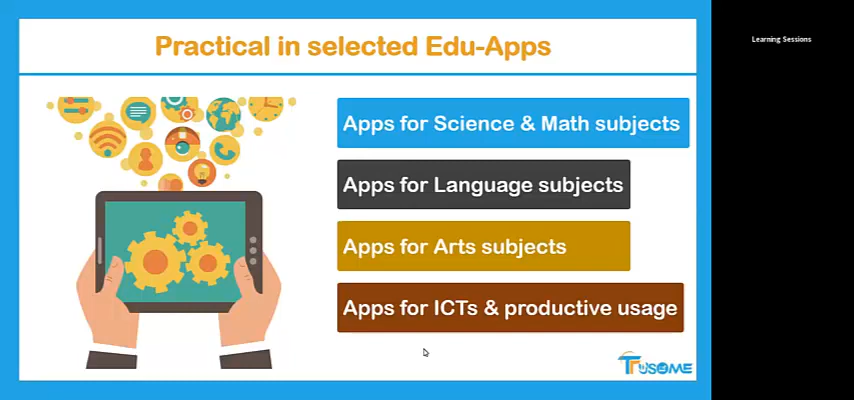 Practical in selected Edu-Apps
Learning Sessions
Apps for Science & Math subjects
Apps for Language subjects
Apps for Arts subjects
Apps for ICTs & productive usage
TUSOME